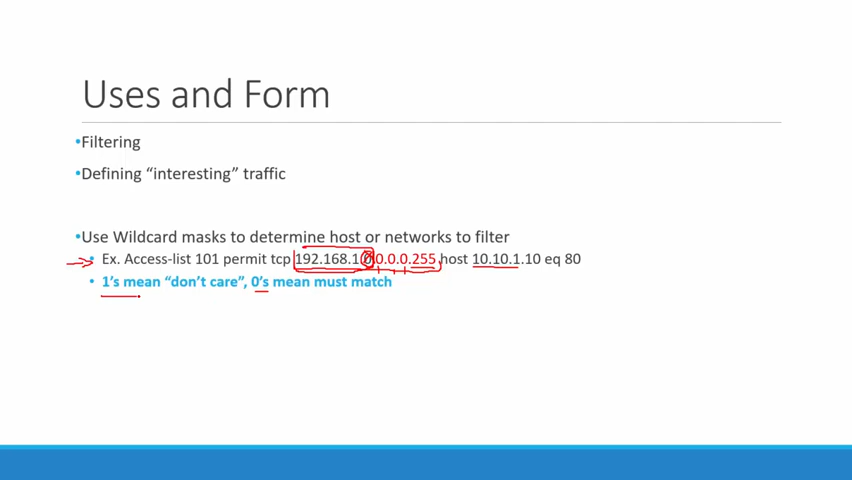 Uses and Form
•Filtering
•Defining “interesting” traffic
•Use Wildcard masks to determine host or networks to filter
• Ex. Access-list 101 permit tcp 192.168.1.0 0.0.0.255 host 10.10.1.10 eq 80
• 1’s mean “don’t care”, 0’s mean must match